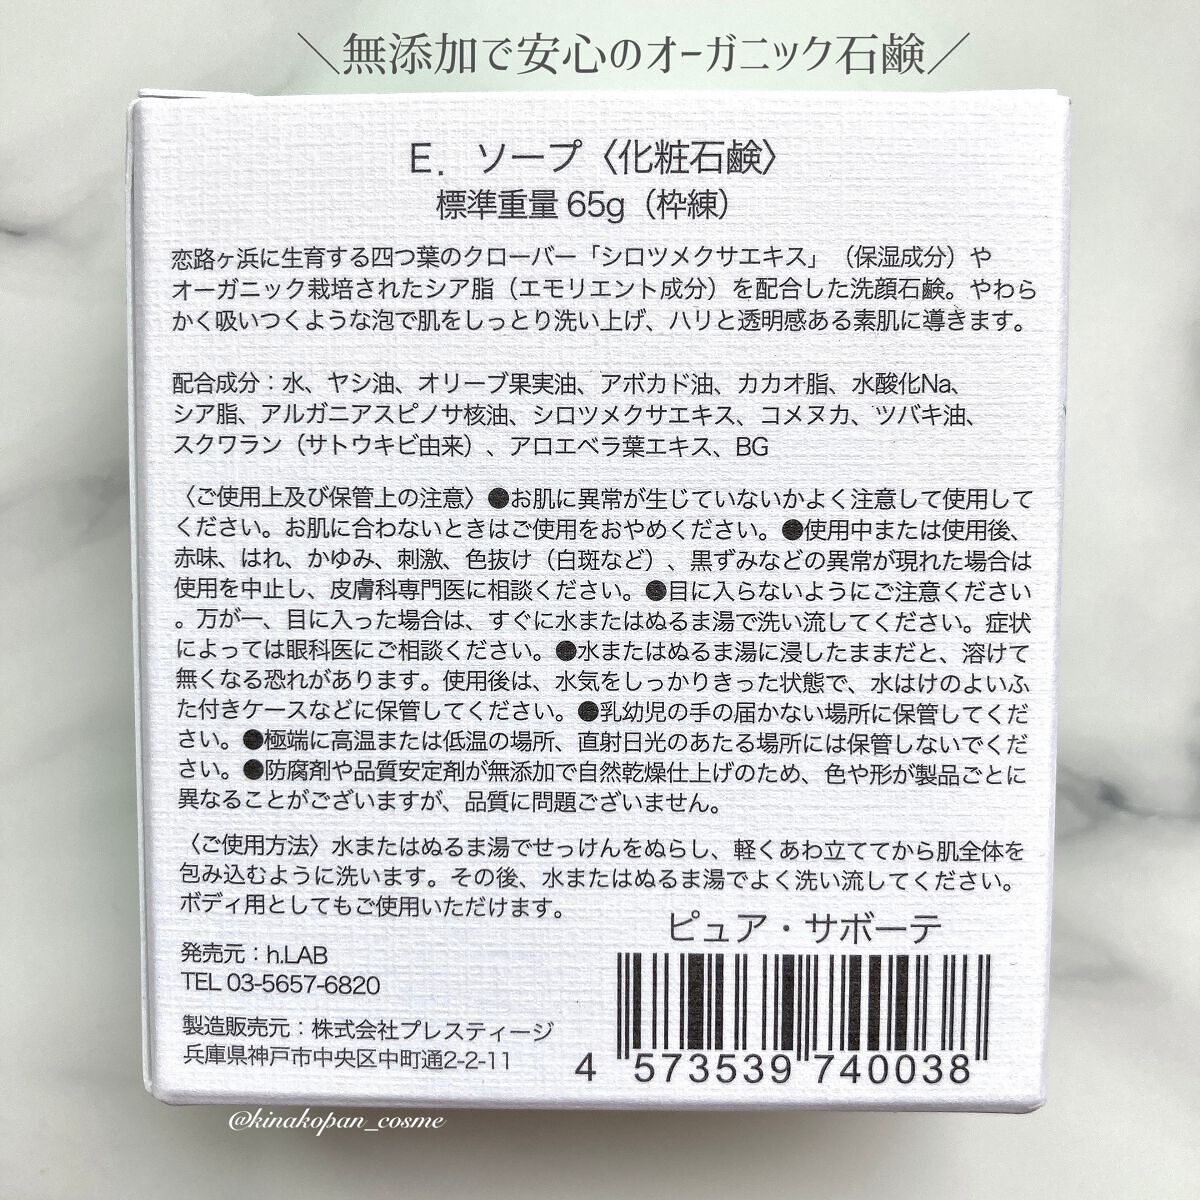 ＼無添加で安心のオーガニック石鹸／
E．ソープ〈化粧石鹸〉
標準重量 65g（枠練）
恋路ヶ浜に生育する四つ葉のクローバー「シロツメクサエキス」（保湿成分）や
オーガニック栽培されたシア脂（エモリエント成分）を配合した洗顔石鹸。やわら
かく吸いつくような泡で肌をしっとり洗い上げ、ハリと透明感ある素肌に導きます。
配合成分：水、ヤシ油、オリーブ果実油、アボカド油、カカオ脂、水酸化Na、
シア脂、アルガニアスピノサ核油、シロツメクサエキス、コメヌカ、ツバキ油、
スクワラン（サトウキビ由来）、アロエベラ葉エキス、BG
〈ご使用上及び保管上の注意〉●お肌に異常が生じていないかよく注意して使用して
ください。お肌に合わないときはご使用をおやめください。●使用中または使用後、
赤味、はれ、かゆみ、刺激、色抜け（白斑など）、黒ずみなどの異常が現れた場合は
使用を中止し、皮膚科専門医に相談ください。●目に入らないようにご注意ください
。万が一、目に入った場合は、すぐに水またはぬるま湯で洗い流してください。症状
によっては眼科医にご相談ください。●水またはぬるま湯に浸したままだと、溶けて
無くなる恐れがあります。使用後は、水気をしっかりきった状態で、水はけのよいふ
た付きケースなどに保管してください。●乳幼児の手の届かない場所に保管してくだ
さい。●極端に高温または低温の場所、直射日光のあたる場所には保管しないでくだ
さい。●防腐剤や品質安定剤が無添加で自然乾燥仕上げのため、色や形が製品ごとに
異なることがございますが、品質に問題ございません。
〈ご使用方法〉水またはぬるま湯でせっけんをぬらし、軽くあわ立ててから肌全体を
包み込むように洗います。その後、水またはぬるま湯でよく洗い流してください。
ボディ用としてもご使用いただけます。
ピュア・サボーテ
発売元：h.LAB
TEL 03-5657-6820
製造販売元：株式会社プレスティージ
兵庫県神戸市中央区中町通2-2-11
4 573539 740038
@kinakopan_cosme